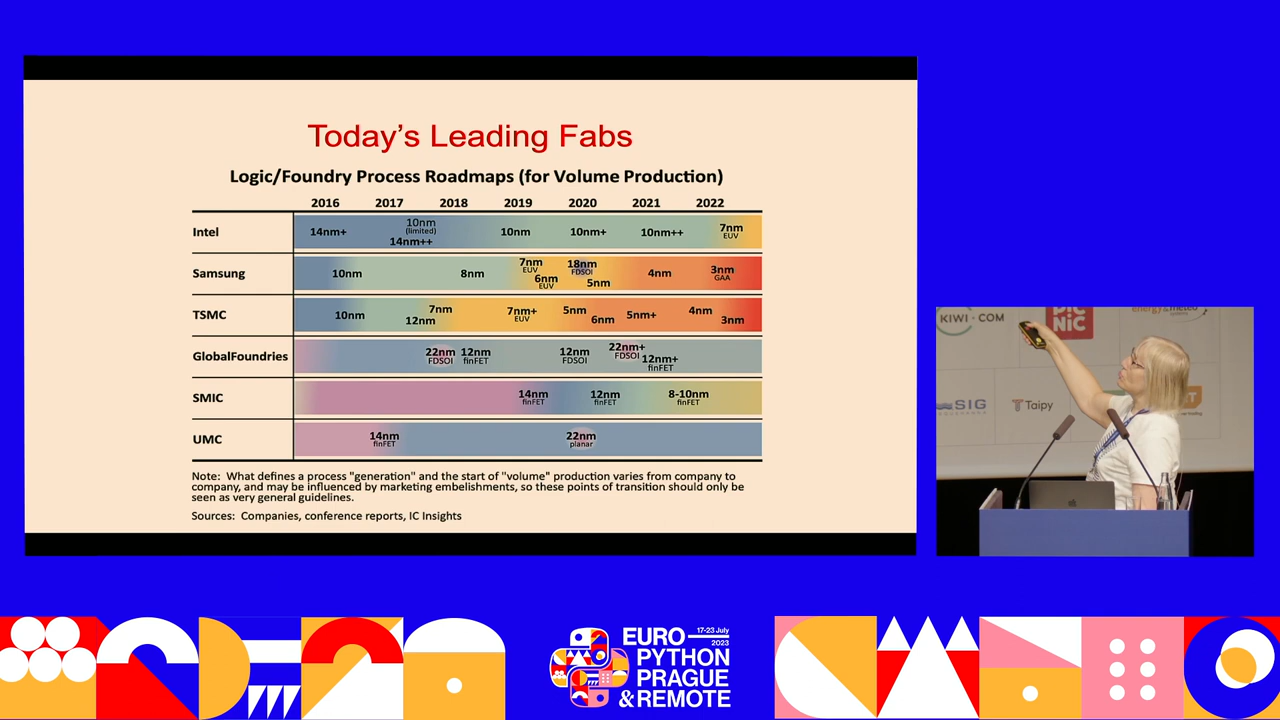 Today's Leading Fabs
Logic/Foundry Process Roadmaps (for Volume Production)
2016 2017 2018 2019 2020 2021 2022
Intel
14nm+
10nm
(limited)
14nm++
10nm
10nm+
10nm++
7nm
EUV
Samsung
10nm
8nm
7nm
EUV
6nm
EUV
18nm
FDSOI
5nm
4nm
3nm
GAA
TSMC
10nm
7nm
12nm
7nm+
EUV
5nm
6nm
5nm+
4nm
3nm
GlobalFoundries
22nm
FDSOI
12nm
finFET
12nm
FDSOI
22nm+
FDSOI
12nm+
finFET
SMIC
14nm
finFET
12nm
finFET
8-10nm
finFET
UMC
14nm
finFET
22nm
planar
Note: What defines a process "generation" and the start of "volume" production varies from company to
company, and may be influenced by marketing embelishments, so these points of transition should only be
seen as very general guidelines.
Sources: Companies, conference reports, IC Insights
KIWI.COM
PIC
NIC
energy&meteo
systems
SIG
Taipy
EURO
17-23 July
2023
PYTHON
PRAGUE
& REMOTE